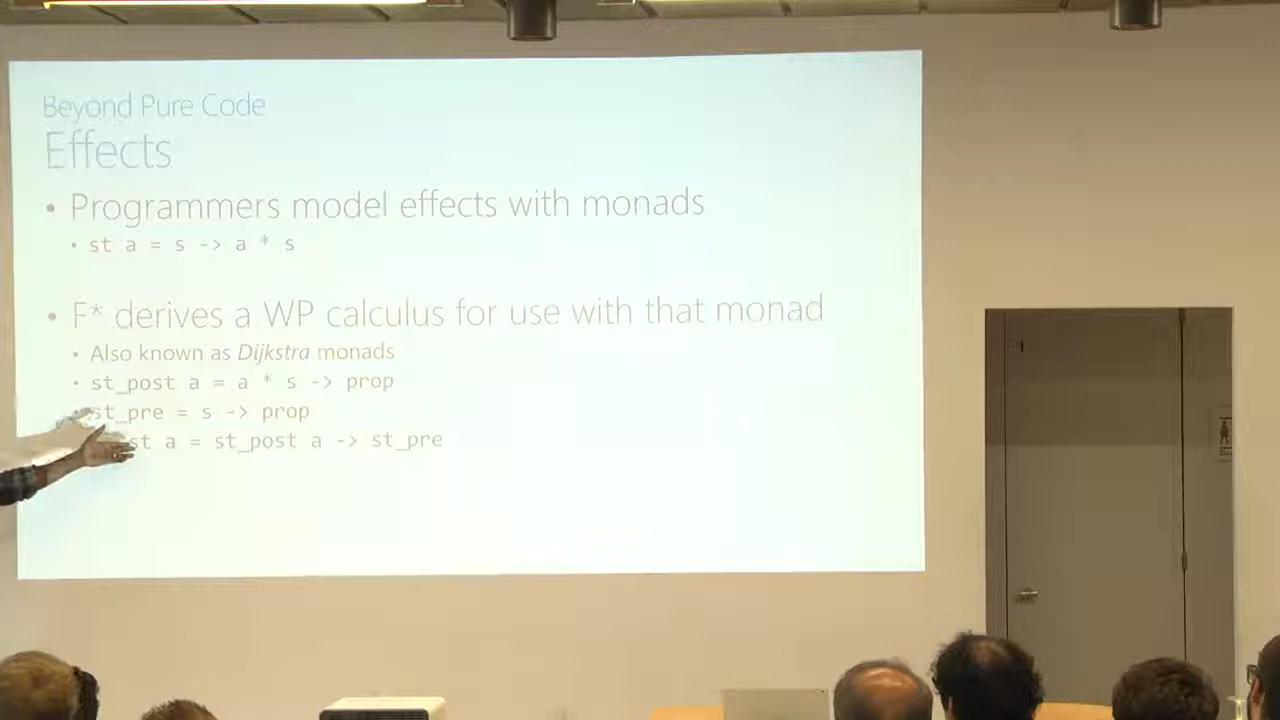 Beyond Pure Code
Effects
• Programmers model effects with monads
• st a = s -> a * s
• F* derives a WP calculus for use with that monad
• Also known as Dijkstra monads
• st_post a = a * s -> prop
st_pre = s -> prop
st a = st_post a -> st_pre